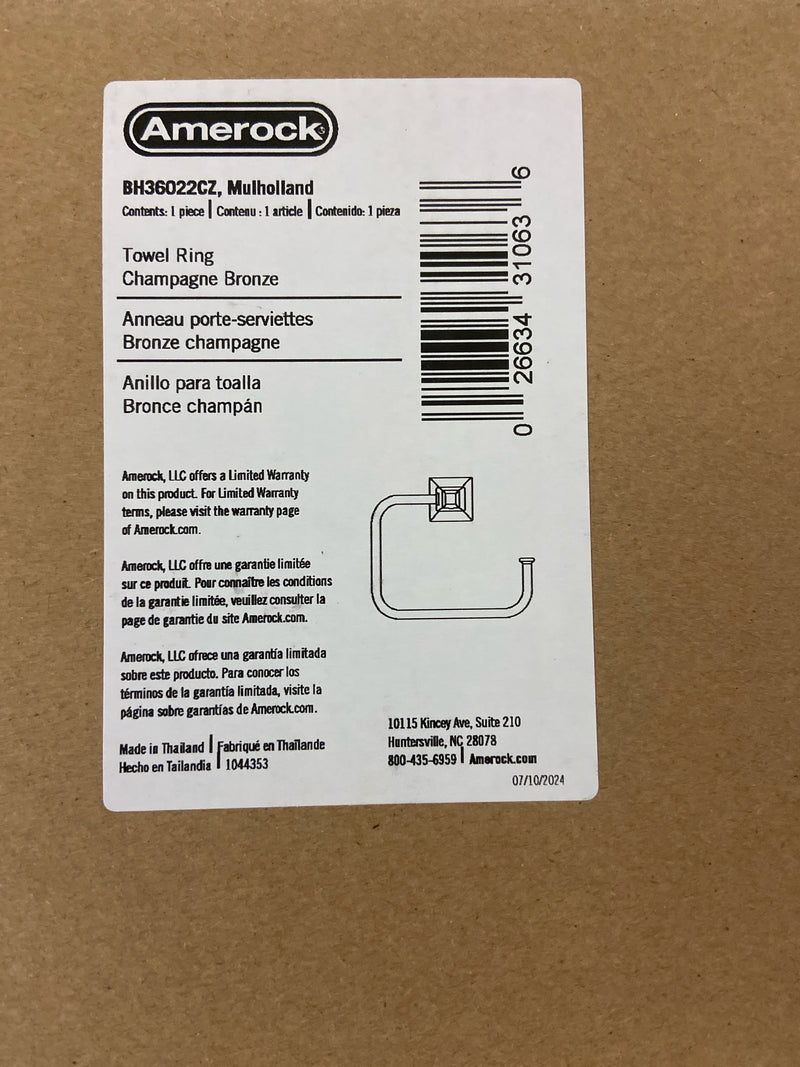 Amerock®
BH36022CZ, Mulholland
Contents: 1 piece | Contenu : 1 article | Contenido: 1 pieza
Towel Ring
Champagne Bronze
Anneau porte-serviettes
Bronze champagne
Anillo para toalla
Bronce champán
0 26634 31063 6
Amerock, LLC offers a Limited Warranty
on this product. For Limited Warranty
terms, please visit the warranty page
of Amerock.com.
Amerock, LLC offre une garantie limitée
sur ce produit. Pour connaître les conditions
de la garantie limitée, veuillez consulter la
page de garantie du site Amerock.com.
Amerock, LLC ofrece una garantía limitada
sobre este producto. Para conocer los
términos de la garantía limitada, visite la
página sobre garantías de Amerock.com.
Made in Thailand | Fabriqué en Thaïlande
Hecho en Tailandia | 1044353
10115 Kincey Ave, Suite 210
Huntersville, NC 28078
800-435-6959 | Amerock.com
07/10/2024